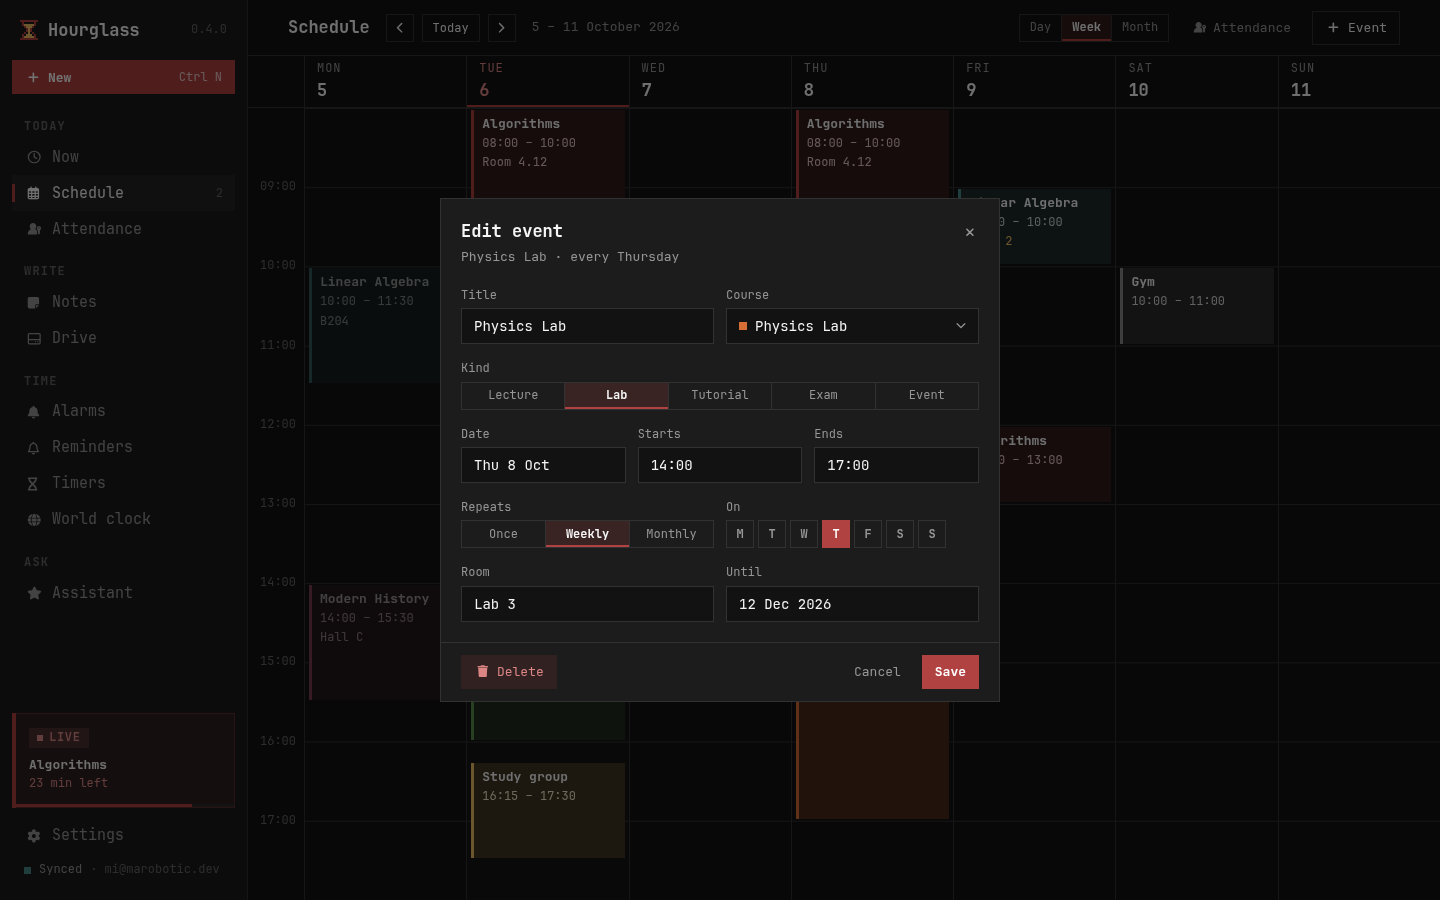 Hourglass 0.4.0
New Ctrl N
TODAY
Now
Schedule 2
Attendance
WRITE
Notes
Drive
TIME
Alarms
Reminders
Timers
World clock
ASK
Assistant
LIVE
Algorithms
23 min left
Settings
Synced · mi@marobotic.dev
Schedule Today 5 – 11 October 2026 Day Week Month Attendance Event
MON TUE WED THU FRI SAT SUN
5 6 7 8 9 10 11
09:00
10:00
11:00
12:00
13:00
14:00
15:00
16:00
17:00
Linear Algebra
10:00 – 11:30
B204
Modern History
14:00 – 15:30
Hall C
Algorithms
08:00 – 10:00
Room 4.12
Study group
16:15 – 17:30
Algorithms
08:00 – 10:00
Room 4.12
ar Algebra
– 10:00
2
rithms
– 13:00
Gym
10:00 – 11:00
Edit event
Physics Lab · every Thursday
Title Course
Physics Lab Physics Lab
Kind
Lecture Lab Tutorial Exam Event
Date Starts Ends
Thu 8 Oct 14:00 17:00
Repeats On
Once Weekly Monthly M T W T F S S
Room Until
Lab 3 12 Dec 2026
Delete Cancel Save